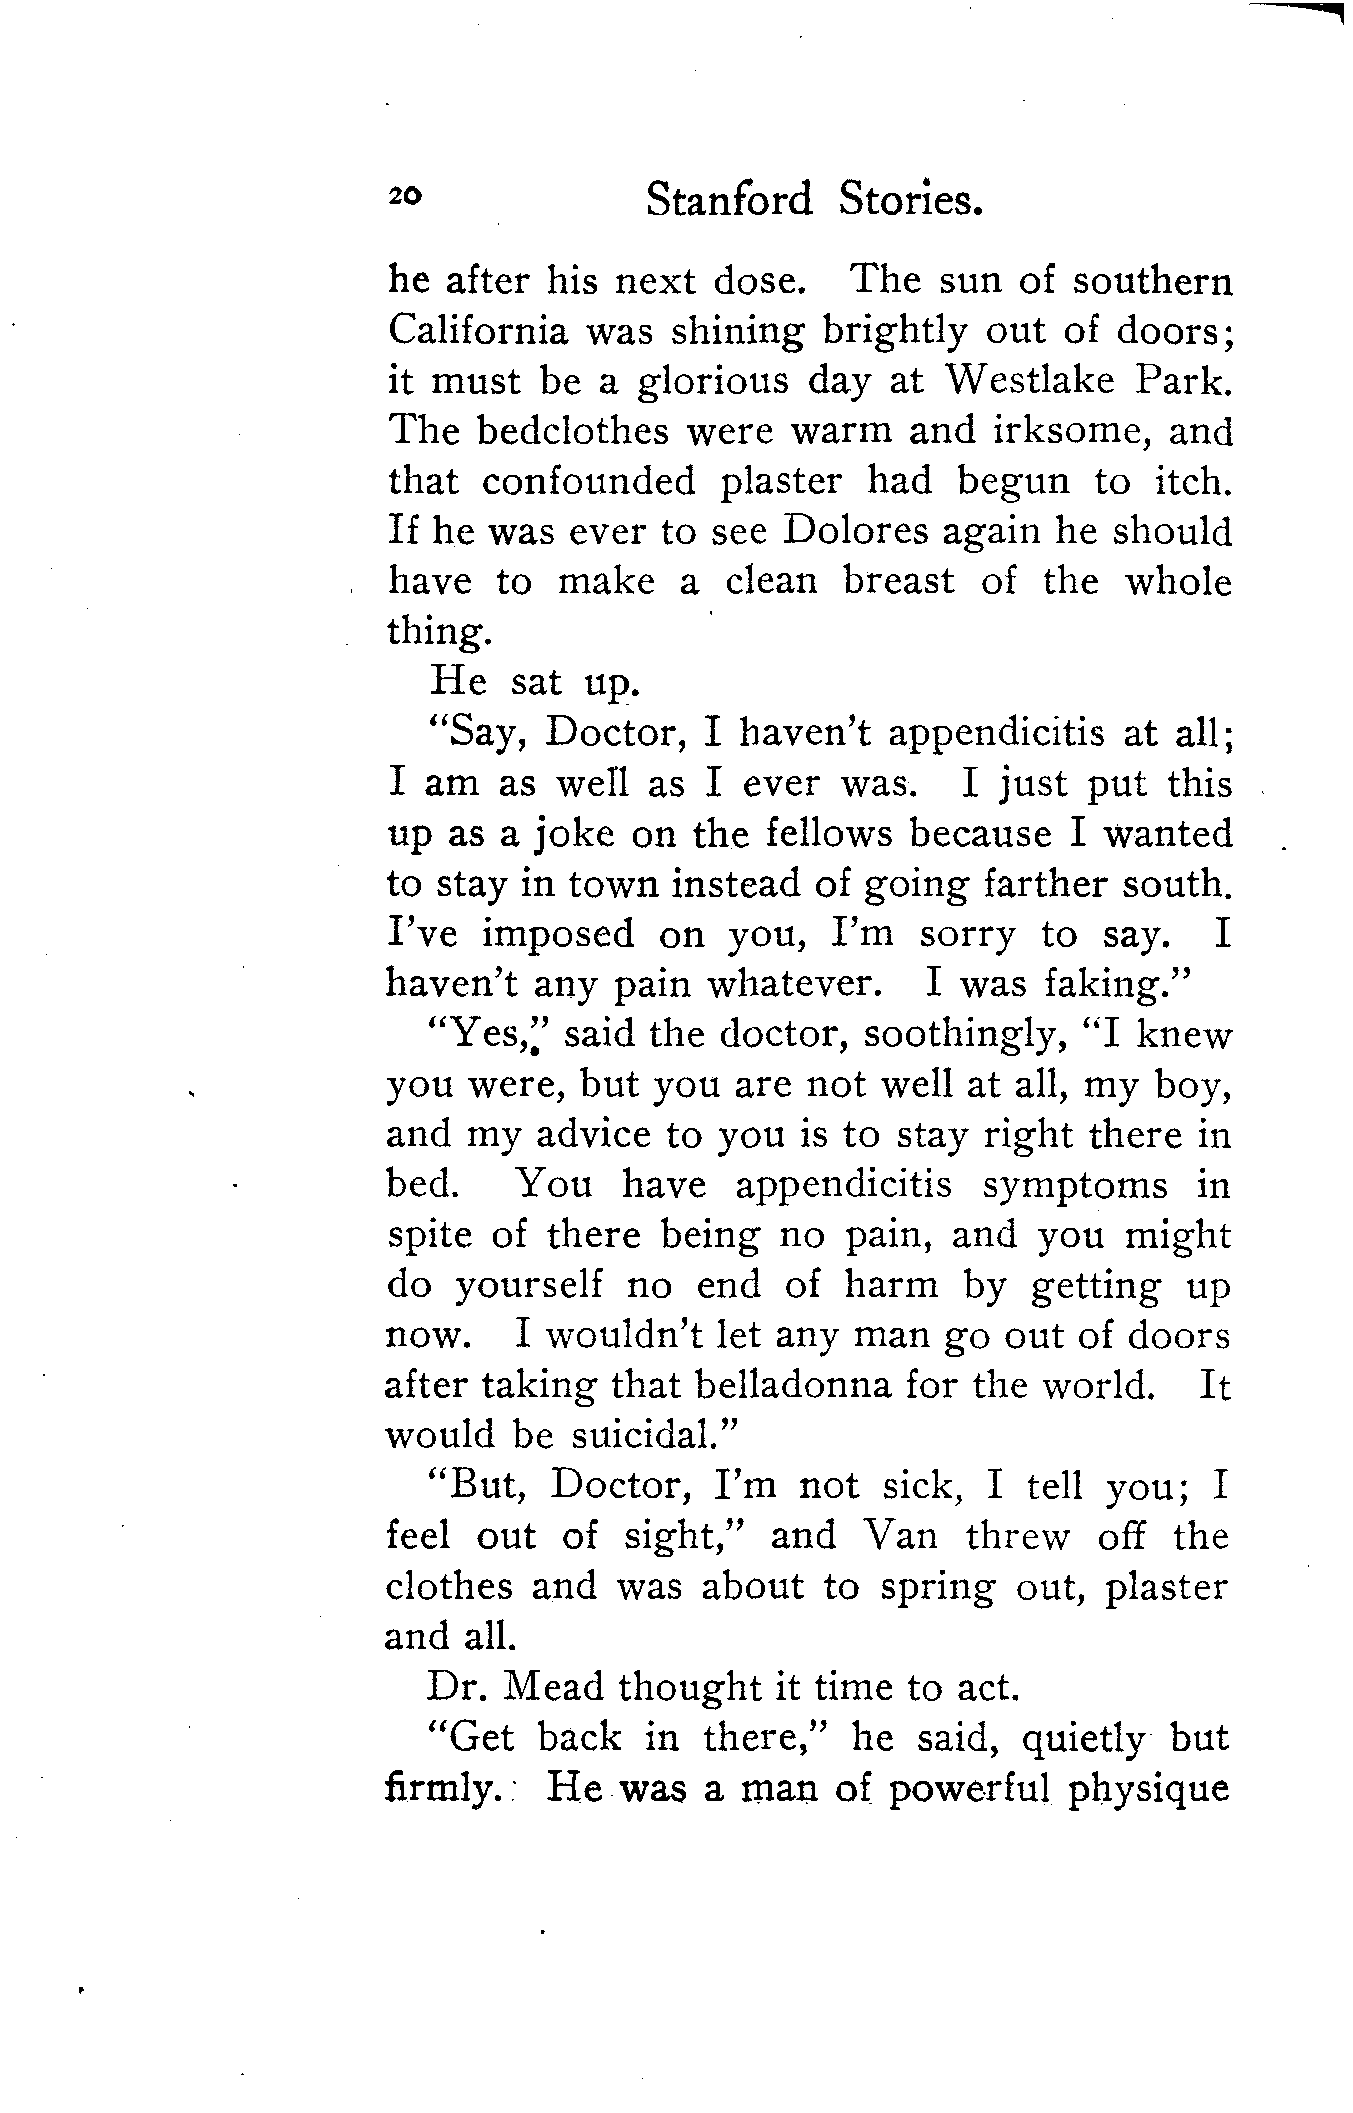 20 Stanford Stories.
he after his next dose. The sun of southern
California was shining brightly out of doors;
it must be a glorious day at Westlake Park.
The bedclothes were warm and irksome, and
that confounded plaster had begun to itch.
If he was ever to see Dolores again he should
have to make a clean breast of the whole
thing.
He sat up.
“Say, Doctor, I haven’t appendicitis at all;
I am as well as I ever was. I just put this
up as a joke on the fellows because I wanted
to stay in town instead of going farther south.
I’ve imposed on you, I’m sorry to say. I
haven’t any pain whatever. I was faking.”
“Yes,” said the doctor, soothingly, “I knew
you were, but you are not well at all, my boy,
and my advice to you is to stay right there in
bed. You have appendicitis symptoms in
spite of there being no pain, and you might
do yourself no end of harm by getting up
now. I wouldn’t let any man go out of doors
after taking that belladonna for the world. It
would be suicidal.”
“But, Doctor, I’m not sick, I tell you; I
feel out of sight,” and Van threw off the
clothes and was about to spring out, plaster
and all.
Dr. Mead thought it time to act.
“Get back in there,” he said, quietly but
firmly. He was a man of powerful physique